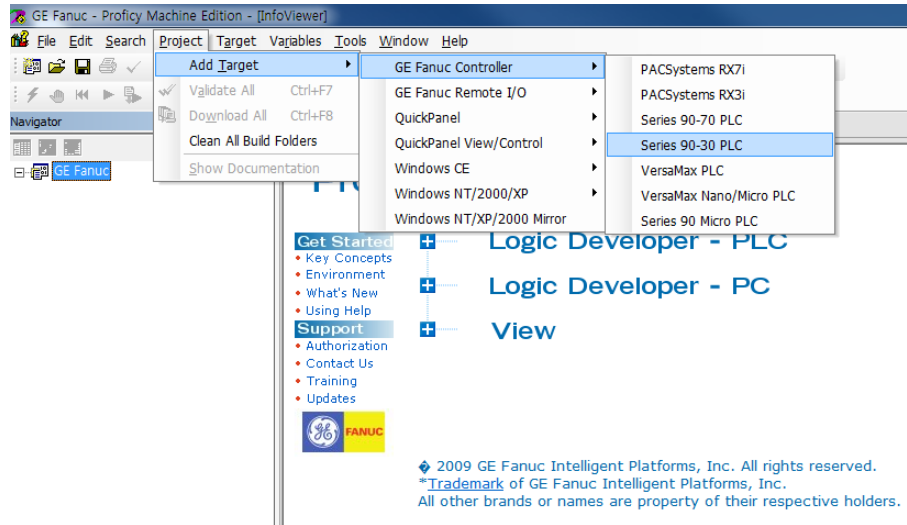 GE Fanuc - Proficy Machine Edition - [InfoViewer]
File Edit Search Project Target Variables Tools Window Help
Add Target
Validate All Ctrl+F7
Download All Ctrl+F8
Clean All Build Folders
Show Documentation
GE Fanuc Controller
GE Fanuc Remote I/O
QuickPanel
QuickPanel View/Control
Windows CE
Windows NT/2000/XP
Windows NT/XP/2000 Mirror
PACSystems RX7i
PACSystems RX3i
Series 90-70 PLC
Series 90-30 PLC
VersaMax PLC
VersaMax Nano/Micro PLC
Series 90 Micro PLC
Navigator
GE Fanuc
Get Started
• Key Concepts
• Environment
• What's New
• Using Help
Support
• Authorization
• Contact Us
• Training
• Updates
GE FANUC
Logic Developer - PLC
Logic Developer - PC
View
� 2009 GE Fanuc Intelligent Platforms, Inc. All rights reserved.
*Trademark of GE Fanuc Intelligent Platforms, Inc.
All other brands or names are property of their respective holders.